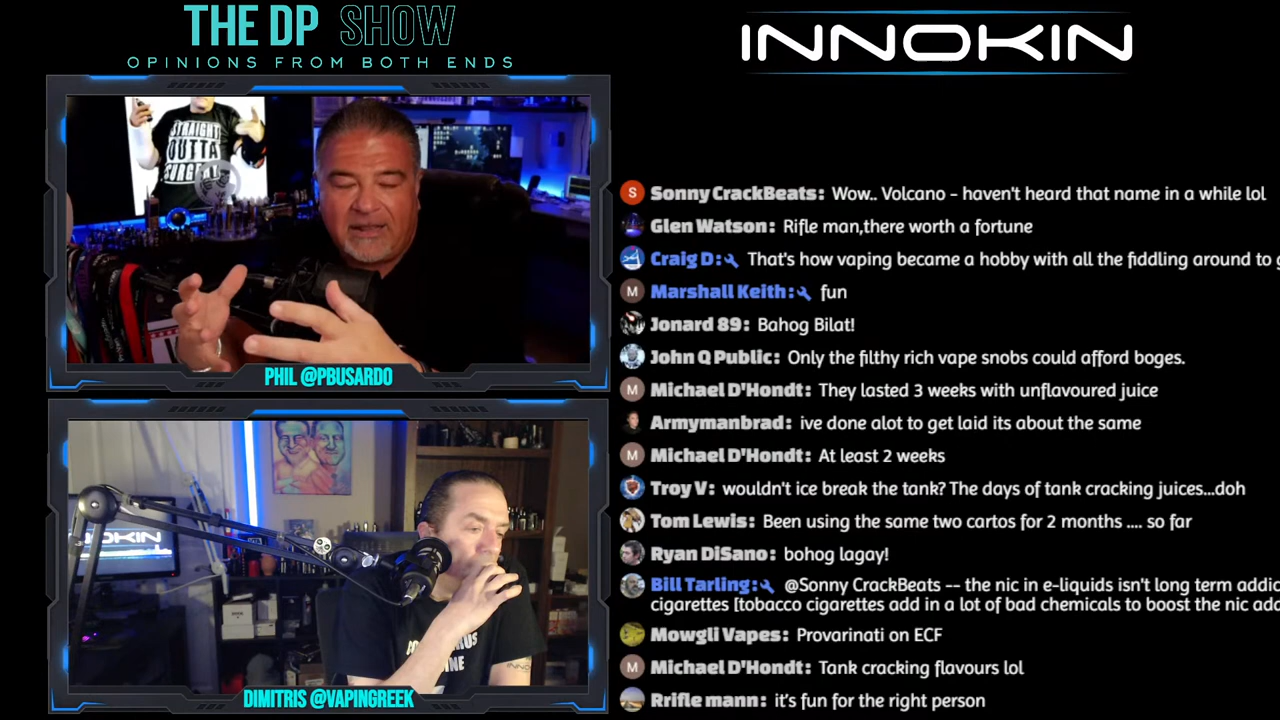 THE DP SHOW
OPINIONS FROM BOTH ENDS
INNOKIN
STRAIGHT
OUTTA
PHIL @PBUSARDO
INNOKIN
DIMITRIS @VAPINGREEK
S Sonny CrackBeats: Wow.. Volcano - haven't heard that name in a while lol
Glen Watson: Rifle man,there worth a fortune
Craig D: That's how vaping became a hobby with all the fiddling around to
M Marshall Keith: fun
Jonard 89: Bahog Bilat!
John Q Public: Only the filthy rich vape snobs could afford boges.
M Michael D'Hondt: They lasted 3 weeks with unflavoured juice
Armymanbrad: ive done alot to get laid its about the same
M Michael D'Hondt: At least 2 weeks
Troy V: wouldn't ice break the tank? The days of tank cracking juices...doh
Tom Lewis: Been using the same two cartos for 2 months .... so far
Ryan DiSano: bohog lagay!
Bill Tarling: @Sonny CrackBeats -- the nic in e-liquids isn't long term
cigarettes [tobacco cigarettes add in a lot of bad chemicals to boost the nic
Mowgli Vapes: Provarinati on ECF
M Michael D'Hondt: Tank cracking flavours lol
Rrifle mann: it's fun for the right person